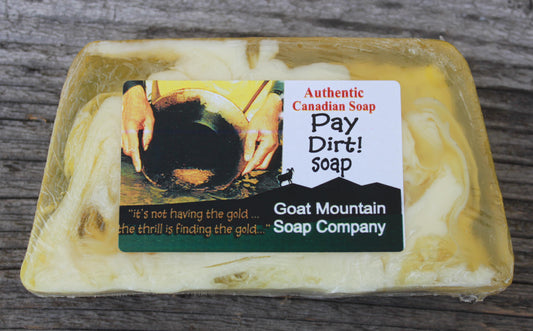 Authentic
Canadian Soap
Pay
Dirt!
Soap
"it's not having the gold ...
the thrill is finding the gold..."
Goat Mountain
Soap Company